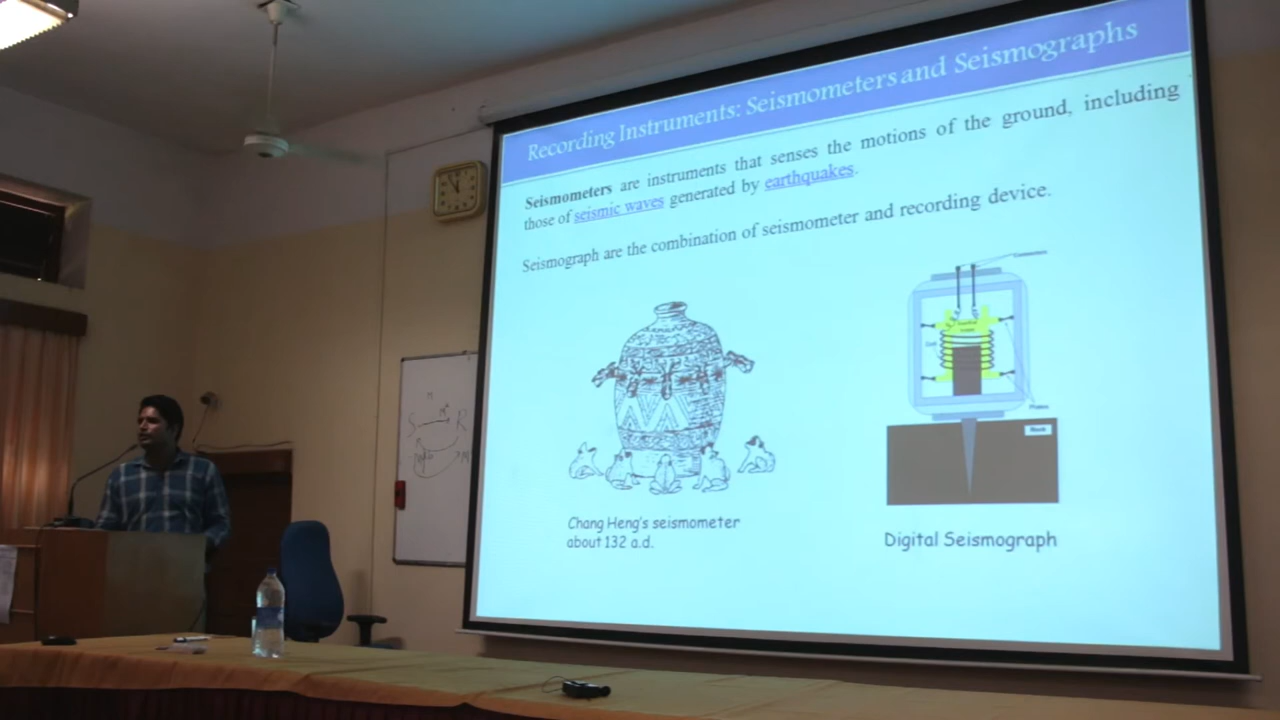 Recording Instruments: Seismometers and Seismographs
Seismometers are instruments that senses the motions of the ground, including
those of seismic waves generated by earthquakes.
Seismograph are the combination of seismometer and recording device.
Chang Heng's seismometer
about 132 a.d.
Digital Seismograph
Rock
S
R